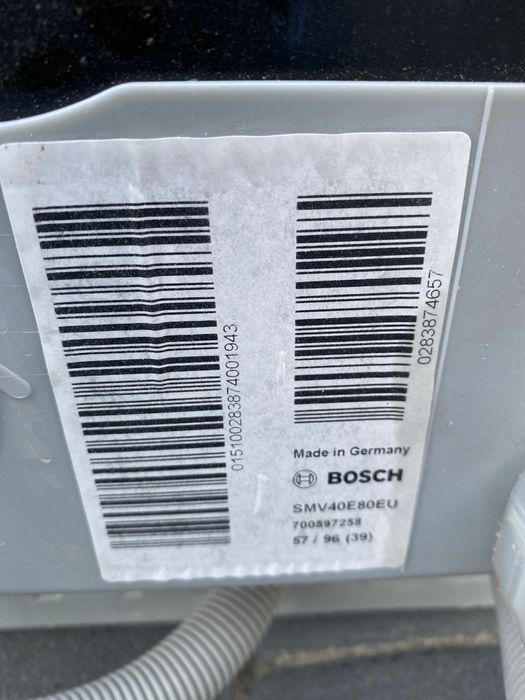 015100283874001943
0283874657
Made in Germany
BOSCH
SMV40E80EU
700597258
57 / 96 (39)